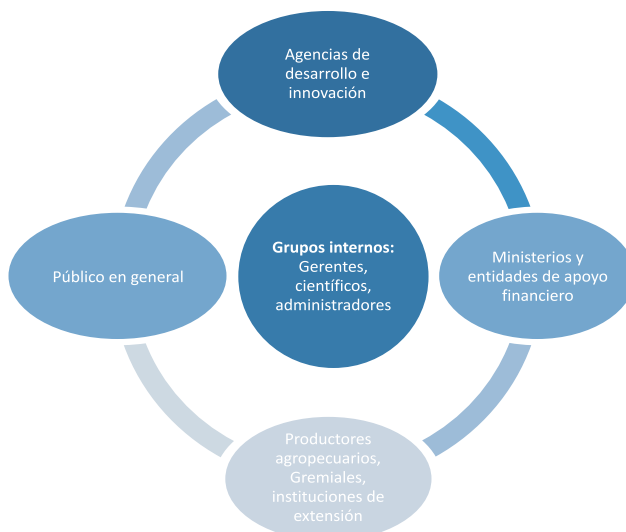 Agencias de
desarrollo e
innovación
Grupos internos:
Gerentes,
científicos,
administradores
Público en general
Ministerios y
entidades de apoyo
financiero
Productores
agropecuarios,
Gremiales,
instituciones de
extensión